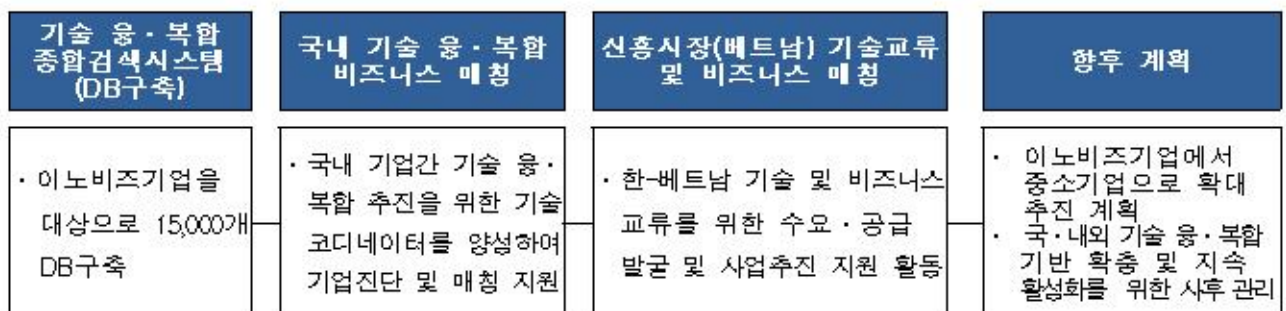 기술 융·복합
종합검색시스템
(DB구축)
국내 기술 융·복합
비즈니스 매칭
신흥시장(베트남) 기술교류
및 비즈니스 매칭
향후 계획
· 이노비즈기업을
대상으로 15,000개
DB구축
· 국내 기업간 기술 융·
복합 추진을 위한 기술
코디네이터를 양성하여
기업진단 및 매칭 지원
· 한-베트남 기술 및 비즈니스
교류를 위한 수요·공급
발굴 및 사업추진 지원 활동
· 이노비즈기업에서
중소기업으로 확대
추진 계획
· 국·내외 기술 융·복합
기반 확충 및 지속
활성화를 위한 사후 관리